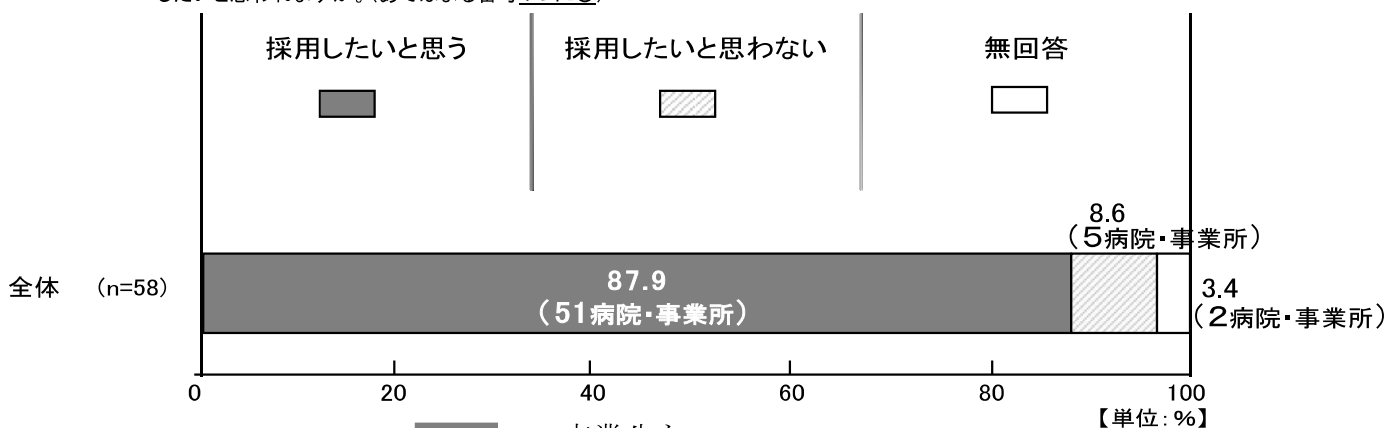 採用したいと思う
採用したいと思わない
無回答
8.6
（5病院・事業所）
全体 （n=58）
87.9
（51病院・事業所）
3.4
（2病院・事業所）
0 20 40 60 80 100
【単位：％】